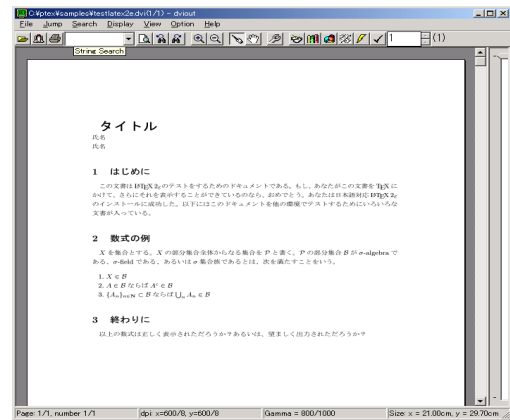 C:¥ptex¥samples¥testlatex2e.dvi(1/1) - dviout
File Jump Search Display View Option Help
1 (1)
String Search
タイトル
氏名
氏名
1 はじめに
この文書は LATEX 2ε のテストをするためのドキュメントである。もし、あなたがこの文書を TEX に
かけて、さらにそれを表示することができているのなら、おめでとう。あなたは日本語対応 LATEX 2ε
のインストールに成功した。以下にはこのドキュメントを他の環境でテストするためにいろいろな
文章が入っている。
2 数式の例
X を集合とする。X の部分集合全体からなる集合を P と書く。P の部分集合 B が σ-algebra で
ある、σ-field である、あるいは σ 集合族であるとは、次を満たすことをいう。
1. X ∈ B
2. A ∈ B ならば Aᶜ ∈ B
3. {Aₙ}ₙ∈N ⊂ B ならば ⋃ₙ Aₙ ∈ B
3 終わりに
以上の数式は正しく表示されただろうか？あるいは、望ましく出力されただろうか？
Page: 1/1, number 1/1 dpi: x=600/8, y=600/8 Gamma = 800/1000 Size: x = 21.00cm, y = 29.70cm